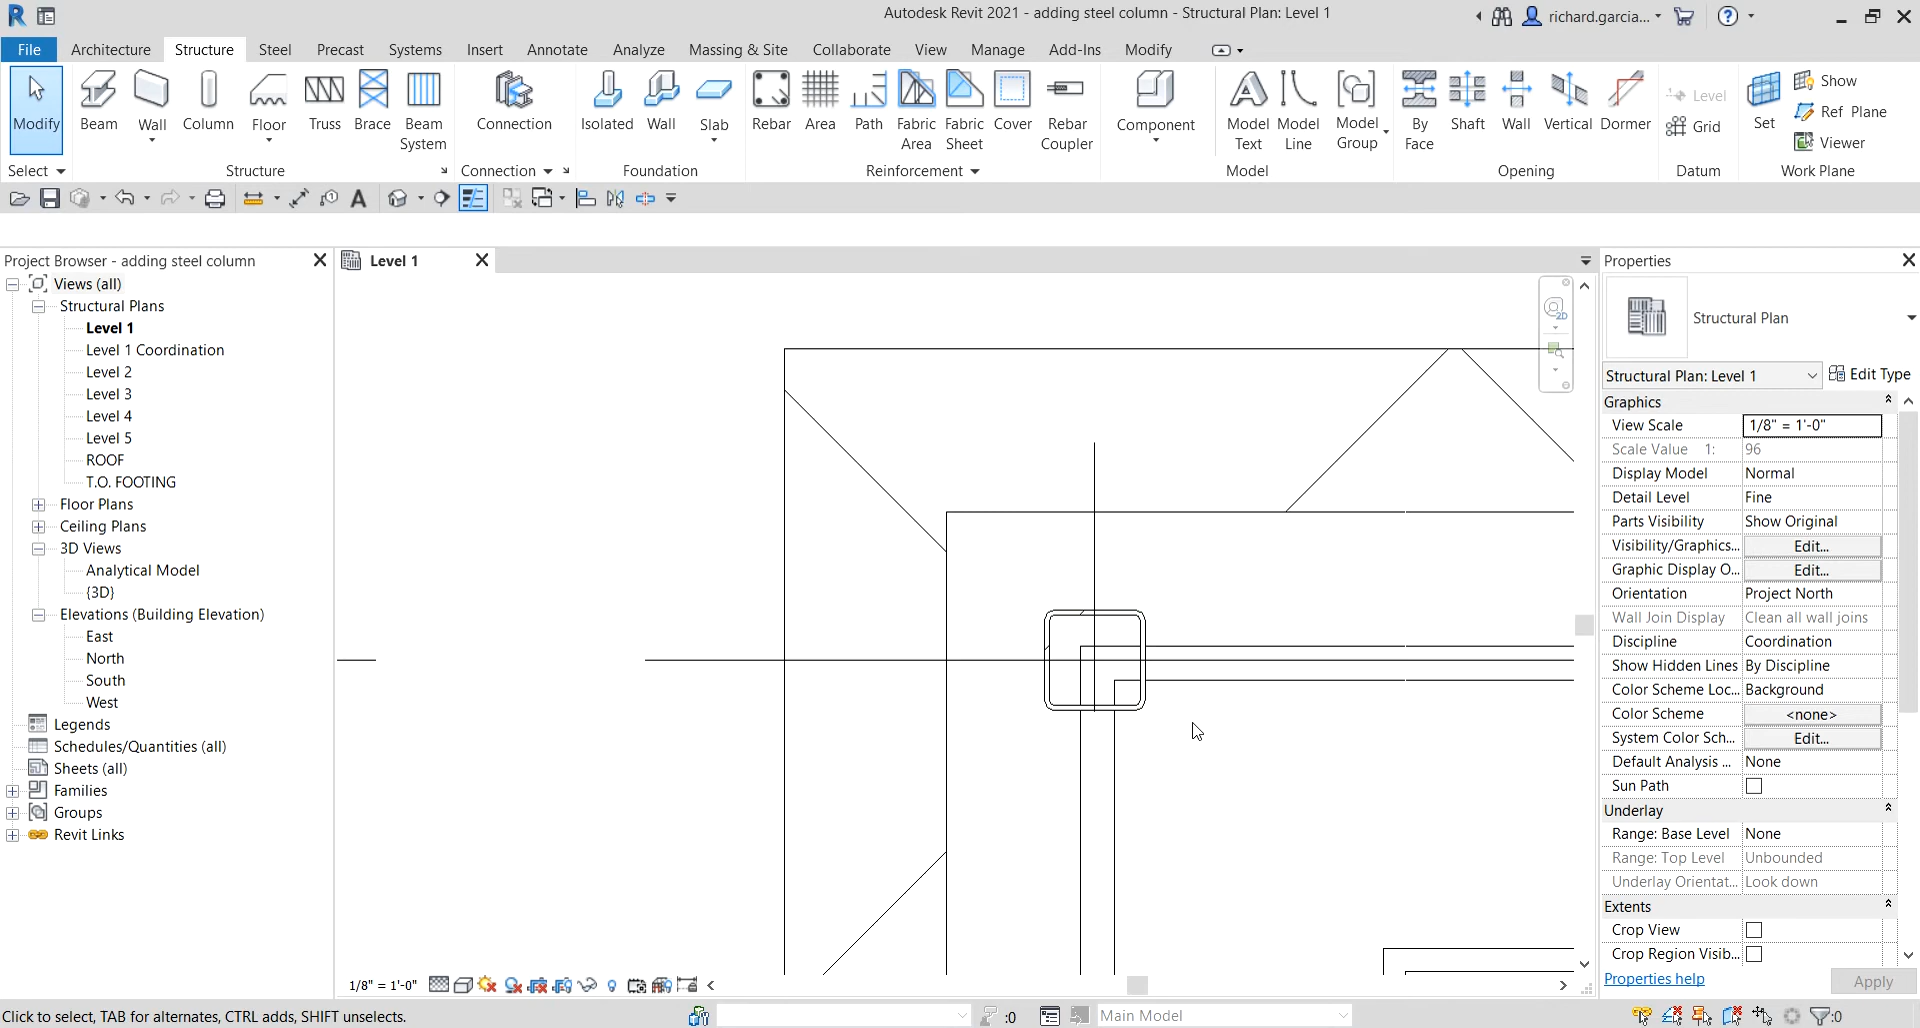 Autodesk Revit 2021 - adding steel column - Structural Plan: Level 1
richard.garcia...
File Architecture Structure Steel Precast Systems Insert Annotate Analyze Massing & Site Collaborate View Manage Add-Ins Modify
Modify Beam Wall Column Floor Truss Brace Beam System Connection Isolated Wall Slab Rebar Area Path Fabric Area Fabric Sheet Cover Rebar Coupler Component Model Text Model Line Model Group By Face Shaft Wall Vertical Dormer Level Grid Set Show Ref Plane Viewer
Select Structure Connection Foundation Reinforcement Model Opening Datum Work Plane
Project Browser - adding steel column
Views (all)
Structural Plans
Level 1
Level 1 Coordination
Level 2
Level 3
Level 4
Level 5
ROOF
T.O. FOOTING
Floor Plans
Ceiling Plans
3D Views
Analytical Model
{3D}
Elevations (Building Elevation)
East
North
South
West
Legends
Schedules/Quantities (all)
Sheets (all)
Families
Groups
Revit Links
Level 1
2D
Properties
Structural Plan
Structural Plan: Level 1 Edit Type
Graphics
View Scale 1/8" = 1'-0"
Scale Value 1: 96
Display Model Normal
Detail Level Fine
Parts Visibility Show Original
Visibility/Graphics... Edit...
Graphic Display O... Edit...
Orientation Project North
Wall Join Display Clean all wall joins
Discipline Coordination
Show Hidden Lines By Discipline
Color Scheme Loc... Background
Color Scheme <none>
System Color Sch... Edit...
Default Analysis ... None
Sun Path
Underlay
Range: Base Level None
Range: Top Level Unbounded
Underlay Orientat... Look down
Extents
Crop View
Crop Region Visib...
Properties help Apply
1/8" = 1'-0"
Click to select, TAB for alternates, CTRL adds, SHIFT unselects. :0 Main Model :0